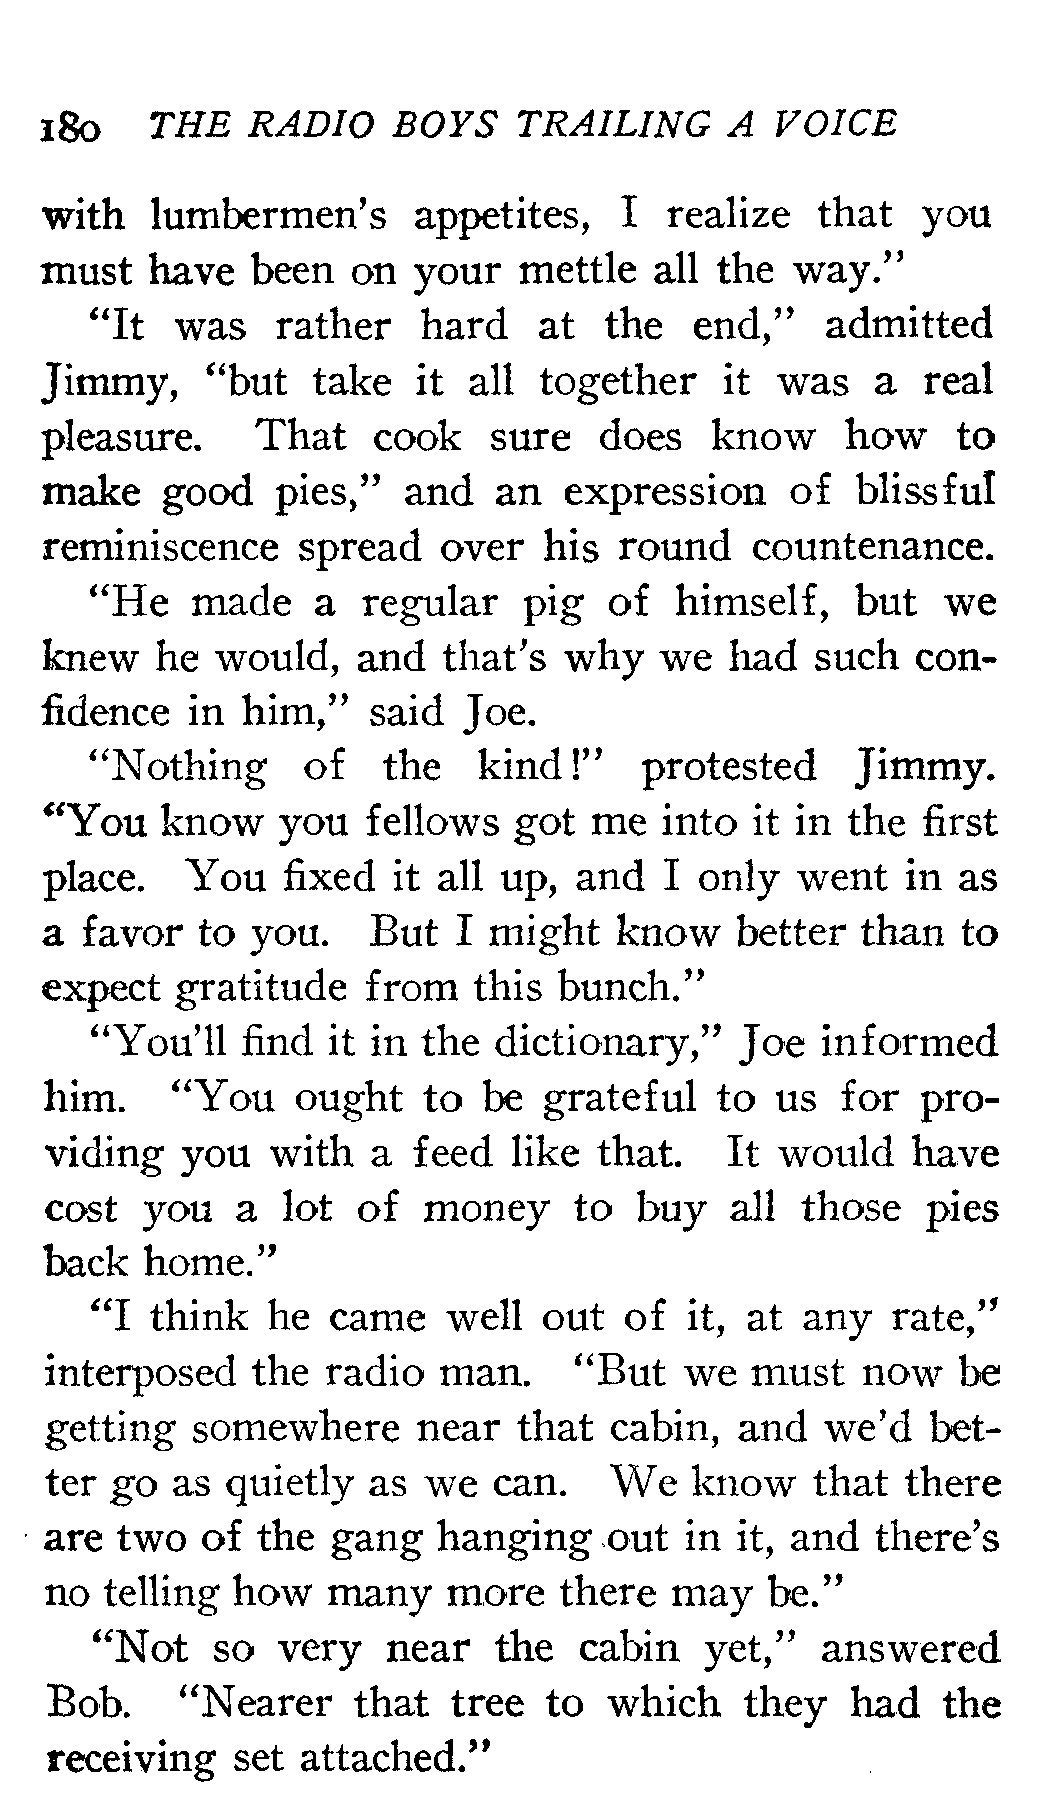 180 THE RADIO BOYS TRAILING A VOICE
with lumbermen's appetites, I realize that you
must have been on your mettle all the way."
"It was rather hard at the end," admitted
Jimmy, "but take it all together it was a real
pleasure. That cook sure does know how to
make good pies," and an expression of blissful
reminiscence spread over his round countenance.
"He made a regular pig of himself, but we
knew he would, and that's why we had such con-
fidence in him," said Joe.
"Nothing of the kind!" protested Jimmy.
"You know you fellows got me into it in the first
place. You fixed it all up, and I only went in as
a favor to you. But I might know better than to
expect gratitude from this bunch."
"You'll find it in the dictionary," Joe informed
him. "You ought to be grateful to us for pro-
viding you with a feed like that. It would have
cost you a lot of money to buy all those pies
back home."
"I think he came well out of it, at any rate,"
interposed the radio man. "But we must now be
getting somewhere near that cabin, and we'd bet-
ter go as quietly as we can. We know that there
are two of the gang hanging out in it, and there's
no telling how many more there may be."
"Not so very near the cabin yet," answered
Bob. "Nearer that tree to which they had the
receiving set attached."